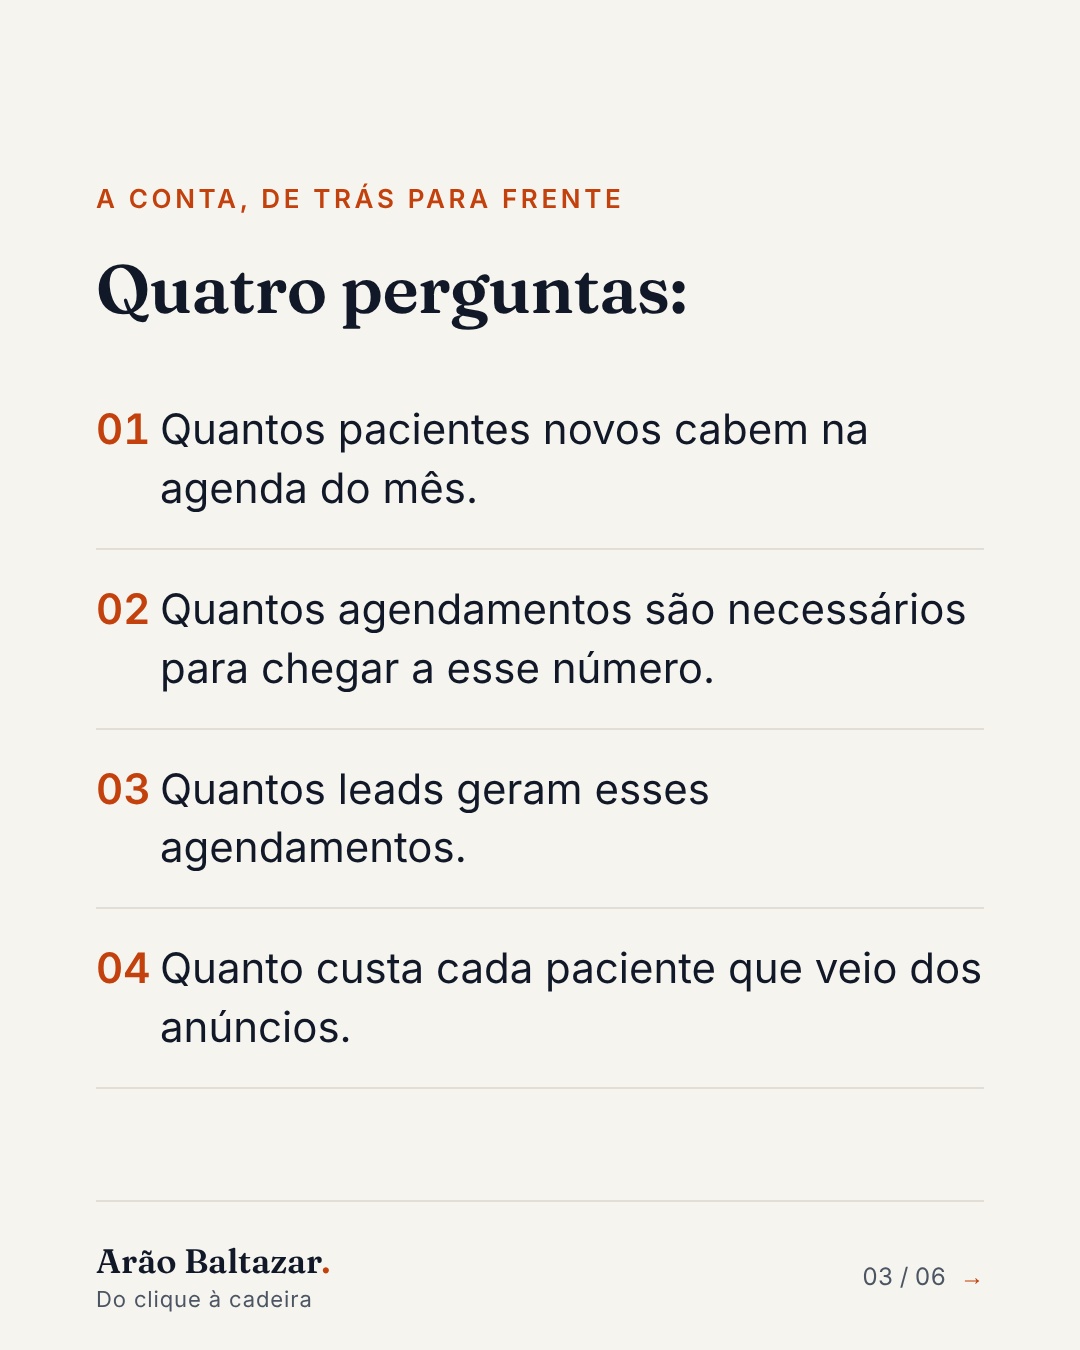 A CONTA, DE TRÁS PARA FRENTE
Quatro perguntas:
01 Quantos pacientes novos cabem na
agenda do mês.
02 Quantos agendamentos são necessários
para chegar a esse número.
03 Quantos leads geram esses
agendamentos.
04 Quanto custa cada paciente que veio dos
anúncios.
Arão Baltazar.
Do clique à cadeira
03 / 06 →